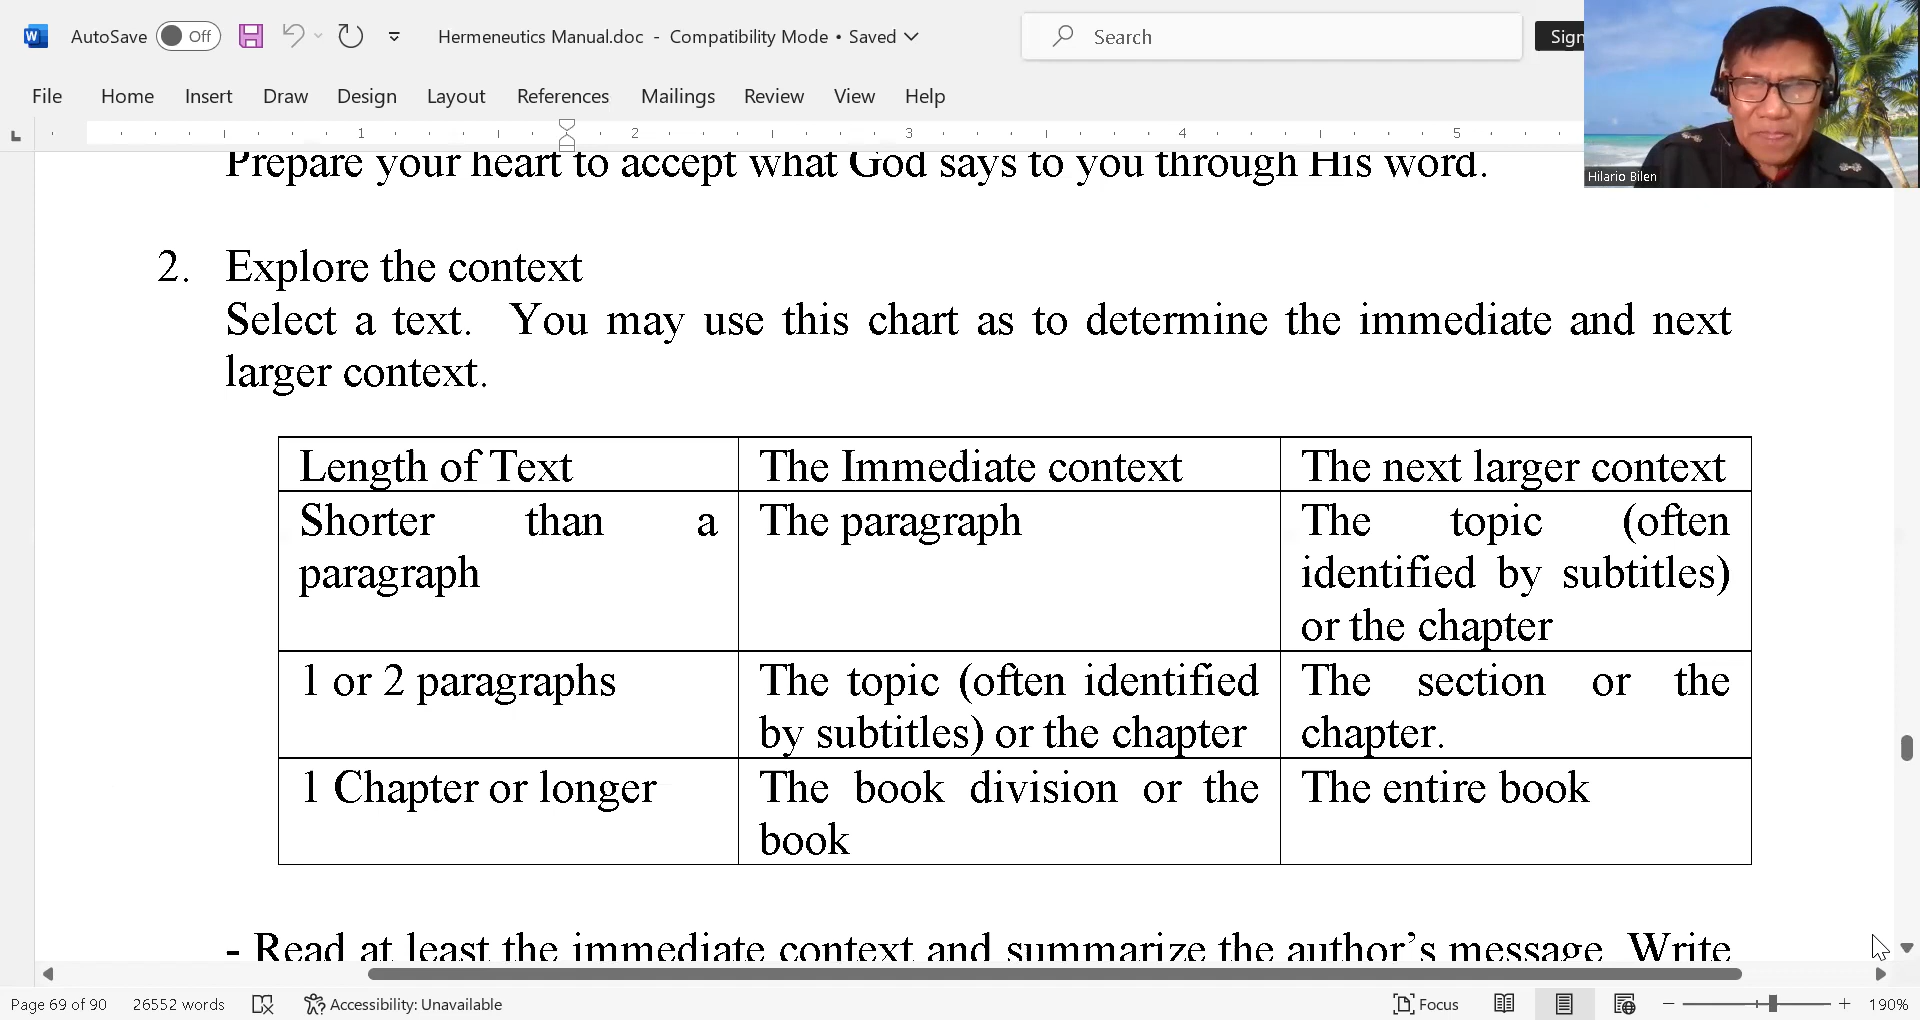 AutoSave Off Hermeneutics Manual.doc - Compatibility Mode • Saved Search Sign
File Home Insert Draw Design Layout References Mailings Review View Help
1 2 3 4 5
Hilario Bilen
Prepare your heart to accept what God says to you through His word.
2. Explore the context
Select a text. You may use this chart as to determine the immediate and next
larger context.
Length of Text The Immediate context The next larger context
Shorter than a
paragraph
The paragraph
The topic (often
identified by subtitles)
or the chapter
1 or 2 paragraphs
The topic (often identified
by subtitles) or the chapter
The section or the
chapter.
1 Chapter or longer
The book division or the
book
The entire book
- Read at least the immediate context and summarize the author’s message. Write
Page 69 of 90 26552 words Accessibility: Unavailable Focus 190%